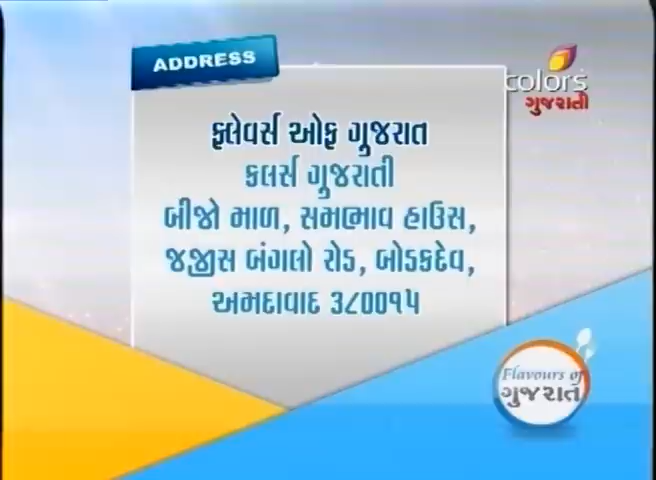 ADDRESS
colors
ગુજરાતી
ફ્લેવર્સ ઓફ ગુજરાત
કલર્સ ગુજરાતી
બીજો માળ, સમભાવ હાઉસ,
જજીસ બંગલો રોડ, બોડકદેવ,
અમદાવાદ ૩૮૦૦૧૫
Flavours of
ગુજરાત